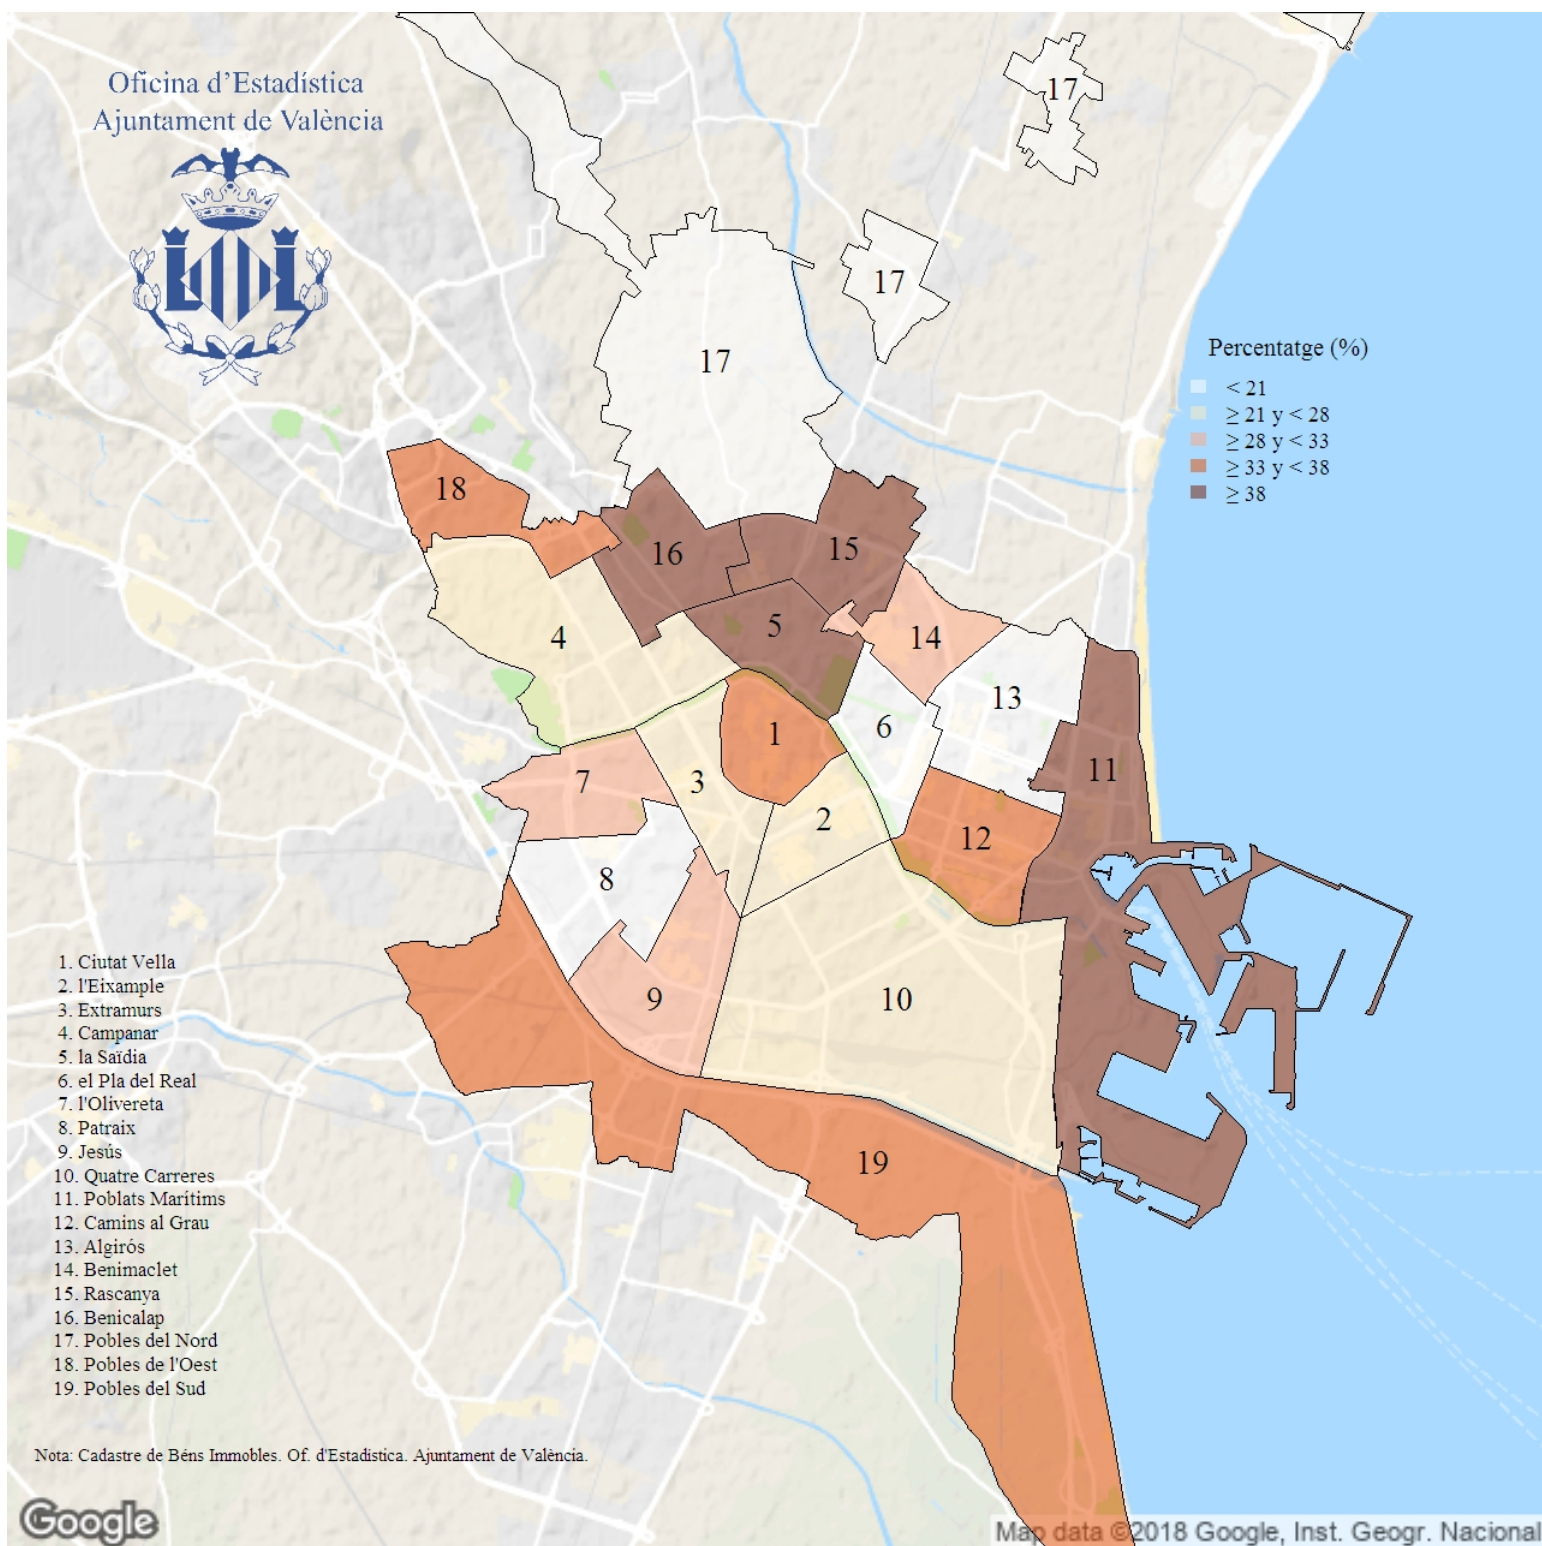 Oficina d'Estadística
Ajuntament de València
17
17
17
Percentatge (%)
< 21
≥ 21 y < 28
≥ 28 y < 33
≥ 33 y < 38
≥ 38
18
16
15
5
4
14
13
6
1
11
7
3
2
12
8
9
10
19
1. Ciutat Vella
2. l'Eixample
3. Extramurs
4. Campanar
5. la Saïdia
6. el Pla del Real
7. l'Olivereta
8. Patraix
9. Jesús
10. Quatre Carreres
11. Poblats Marítims
12. Camins al Grau
13. Algirós
14. Benimaclet
15. Rascanya
16. Benicalap
17. Pobles del Nord
18. Pobles de l'Oest
19. Pobles del Sud
Nota: Cadastre de Béns Immobles. Of. d'Estadística. Ajuntament de València.
Google
Map data ©2018 Google, Inst. Geogr. Nacional